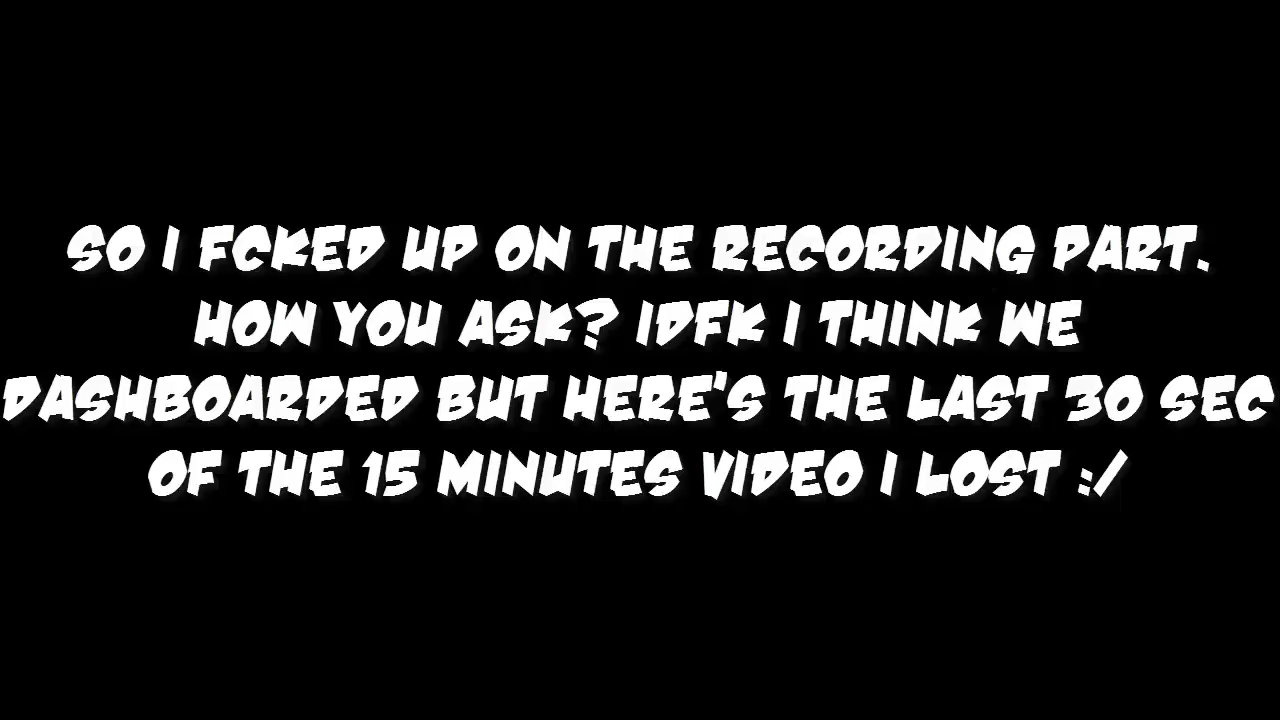 SO I FCKED UP ON THE RECORDING PART.
HOW YOU ASK? IDFK I THINK WE
DASHBOARDED BUT HERE'S THE LAST 30 SEC
OF THE 15 MINUTES VIDEO I LOST :/